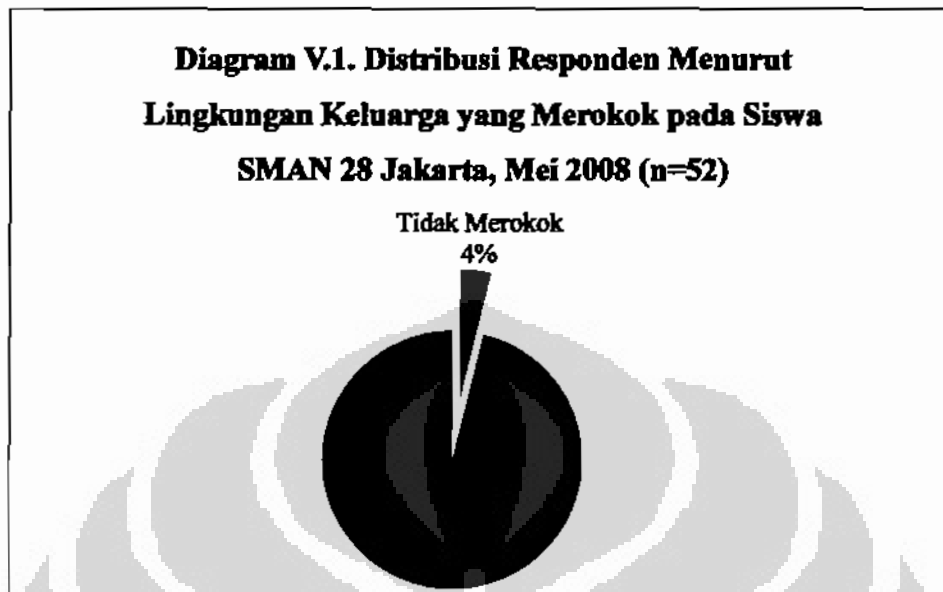 Diagram V.1. Distribusi Responden Menurut
Lingkungan Keluarga yang Merokok pada Siswa
SMAN 28 Jakarta, Mei 2008 (n=52)
Tidak Merokok
4%